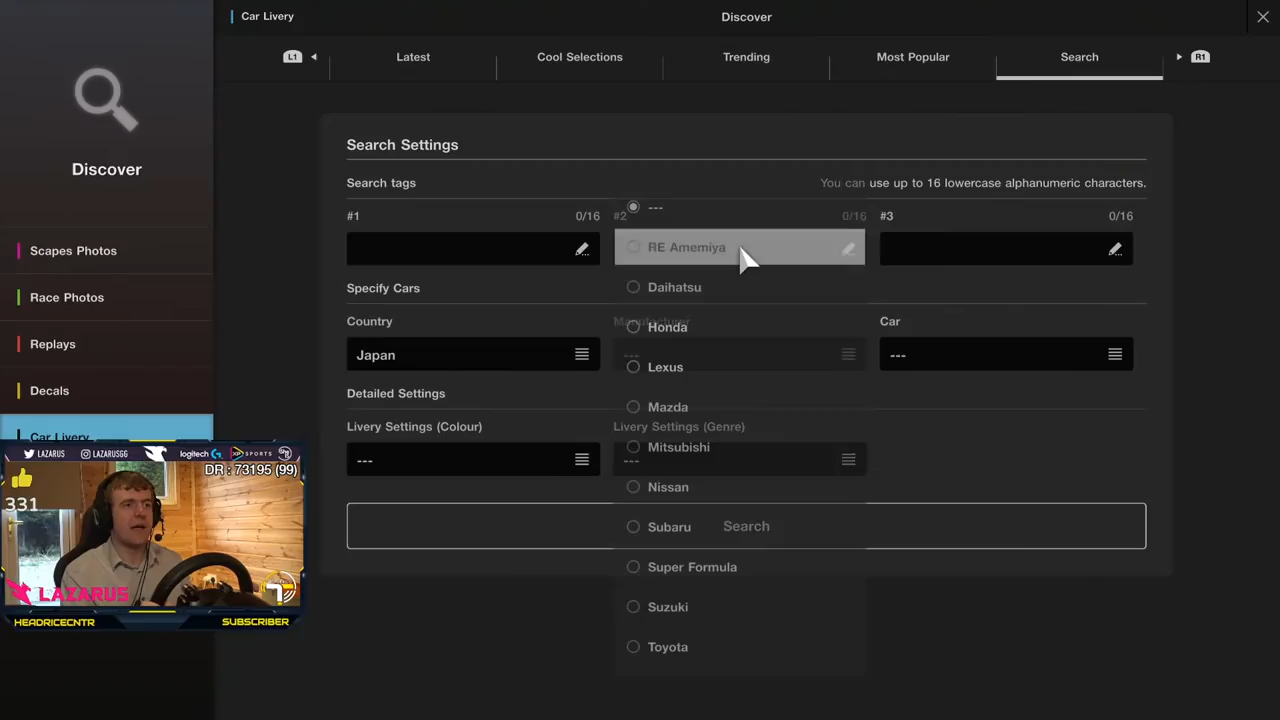 Car Livery
Discover
L1
Latest
Cool Selections
Trending
Most Popular
Search
R1
Discover
Scapes Photos
Race Photos
Replays
Decals
Car Livery
Search Settings
Search tags
You can use up to 16 lowercase alphanumeric characters.
#1 0/16
#2 0/16
#3 0/16
---
RE Amemiya
Daihatsu
Honda
Lexus
Mazda
Mitsubishi
Nissan
Subaru
Super Formula
Suzuki
Toyota
Specify Cars
Country
Manufacturer
Car
Japan
---
---
Detailed Settings
Livery Settings (Colour)
Livery Settings (Genre)
---
---
Search
LAZARUS
LAZARUSGG
logitech G
XP SPORTS
DR : 73195 (99)
331
LAZARUS
HEADRICECNTR
SUBSCRIBER